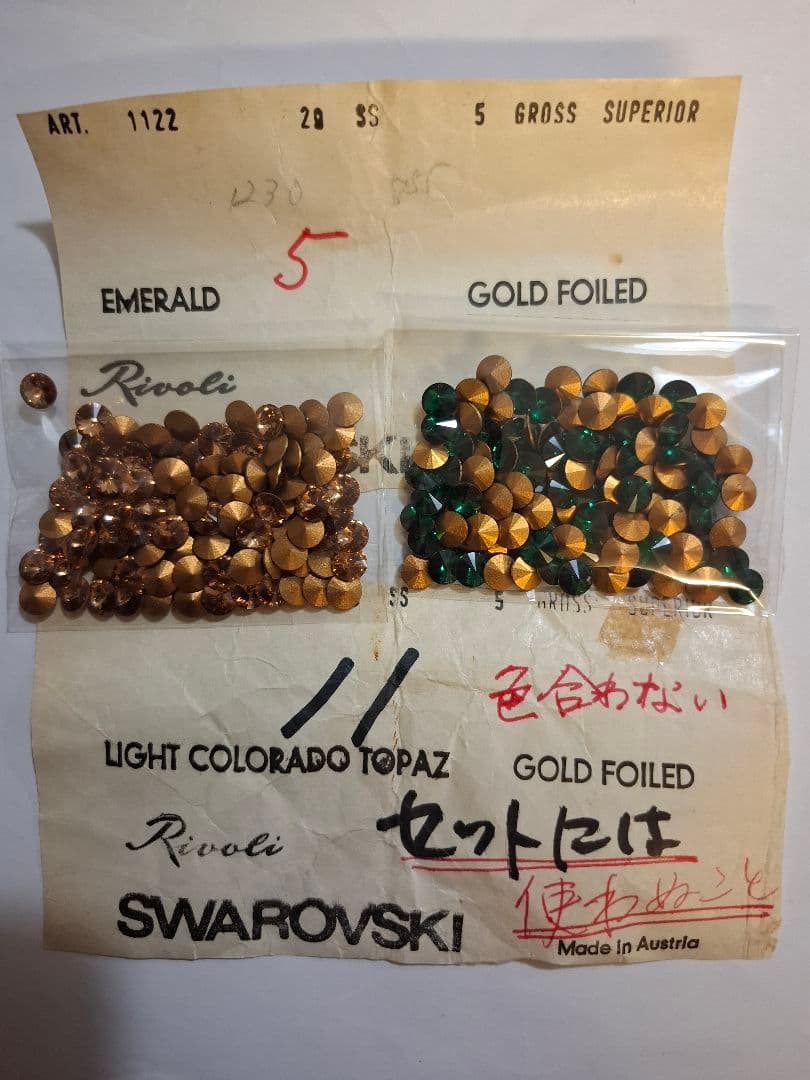 ART. 1122 29 SS 5 GROSS SUPERIOR
1230
5
EMERALD GOLD FOILED
Rivoli
SS 5 GROSS SUPERIOR
11 色合わない
LIGHT COLORADO TOPAZ GOLD FOILED
Rivoli セットには
使わぬこと
SWAROVSKI
Made in Austria